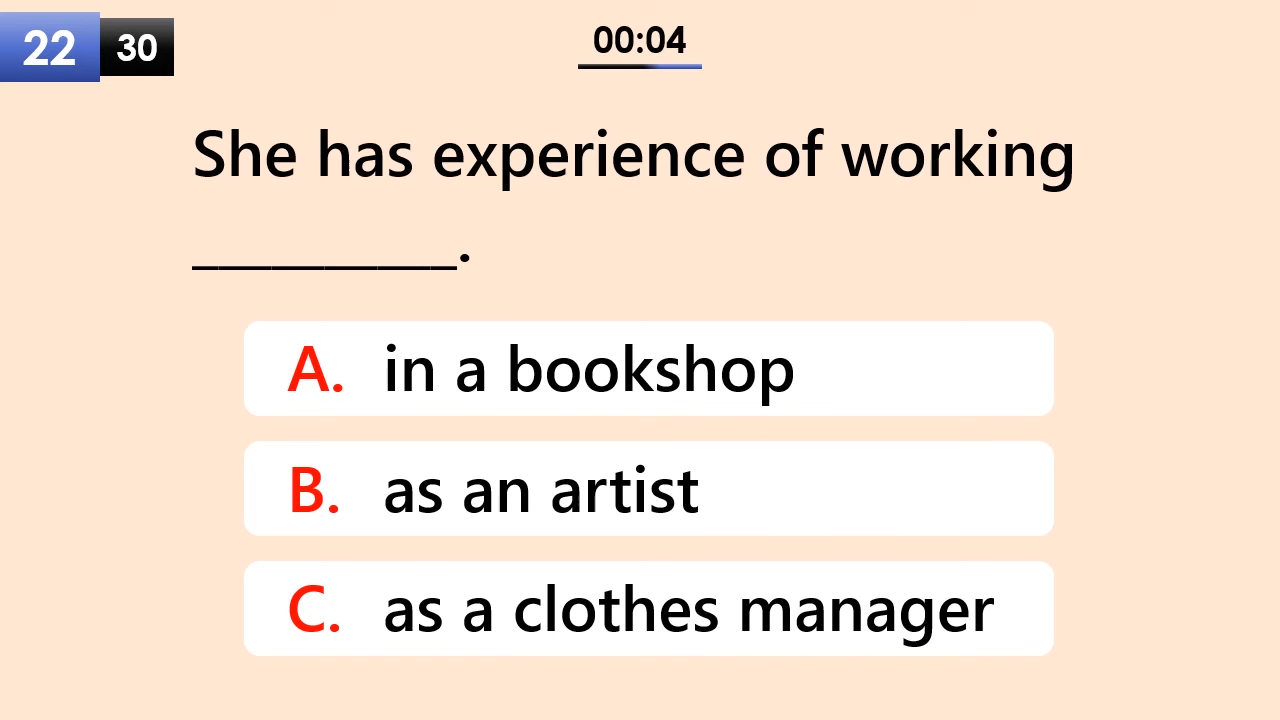 22 30
00:04
She has experience of working
__________.
A. in a bookshop
B. as an artist
C. as a clothes manager